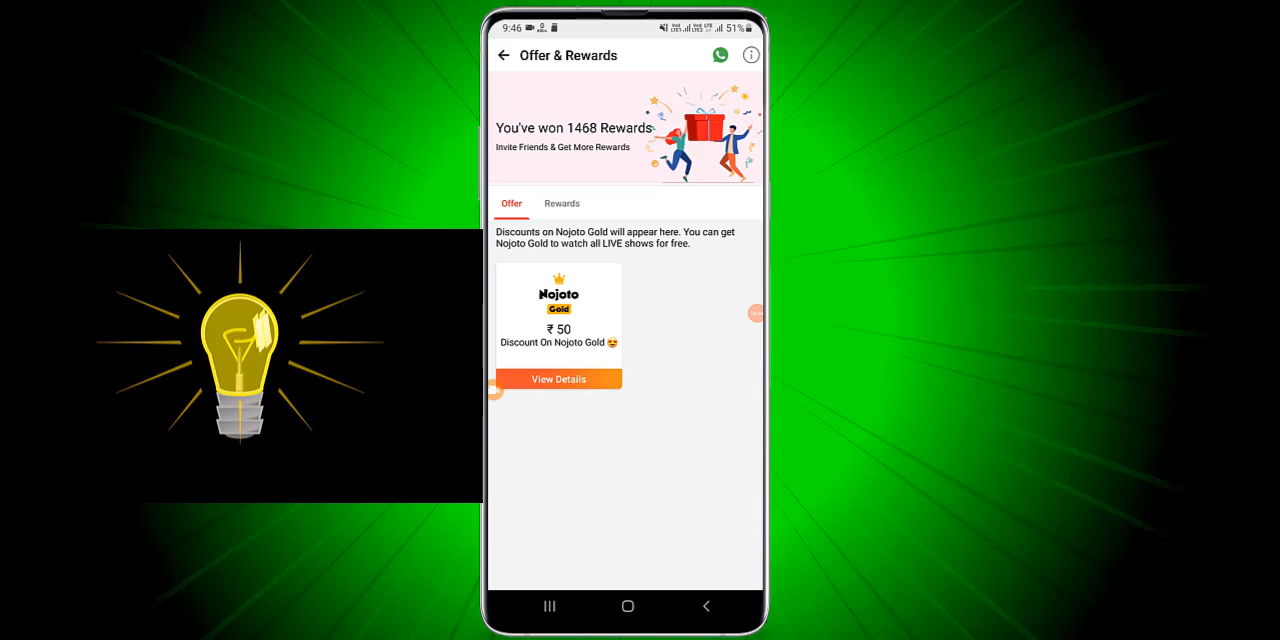 9:46
51%
Offer & Rewards
You've won 1468 Rewards
Invite Friends & Get More Rewards
Offer
Rewards
Discounts on Nojoto Gold will appear here. You can get
Nojoto Gold to watch all LIVE shows for free.
Nojoto
Gold
₹ 50
Discount On Nojoto Gold 😍
View Details